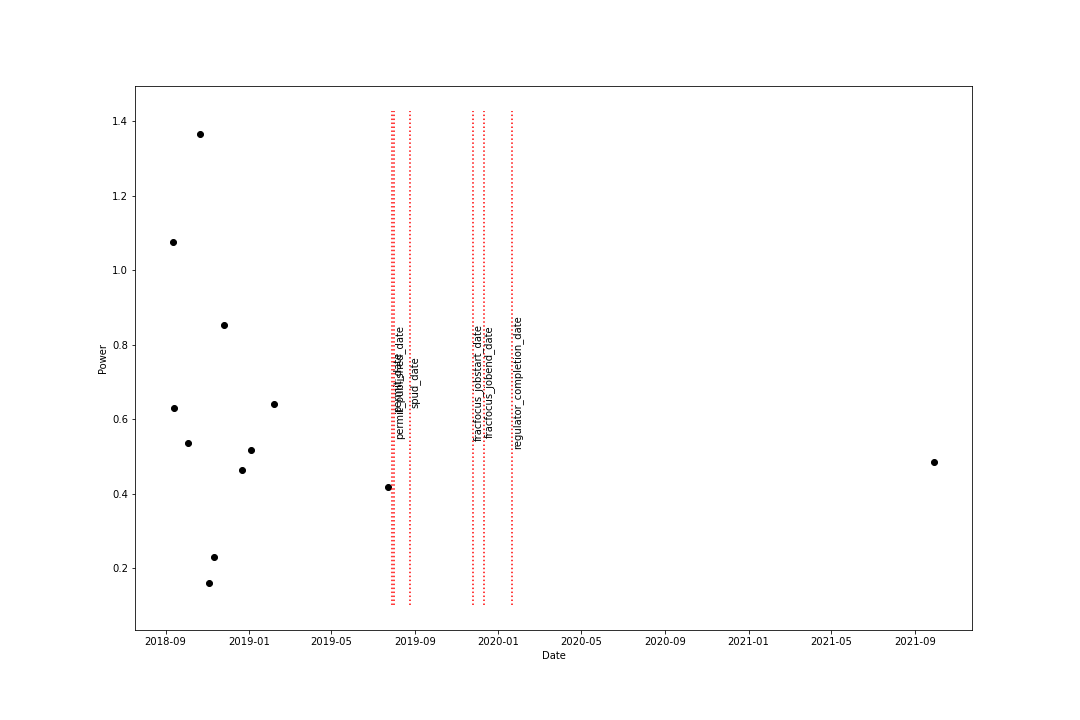 1.4
1.2
1.0
0.8
0.6
0.4
0.2
Power
permit_published_date
permit_date
spud_date
fracfocus_jobstart_date
fracfocus_jobend_date
regulator_completion_date
2018-09
2019-01
2019-05
2019-09
2020-01
2020-05
2020-09
2021-01
2021-05
2021-09
Date